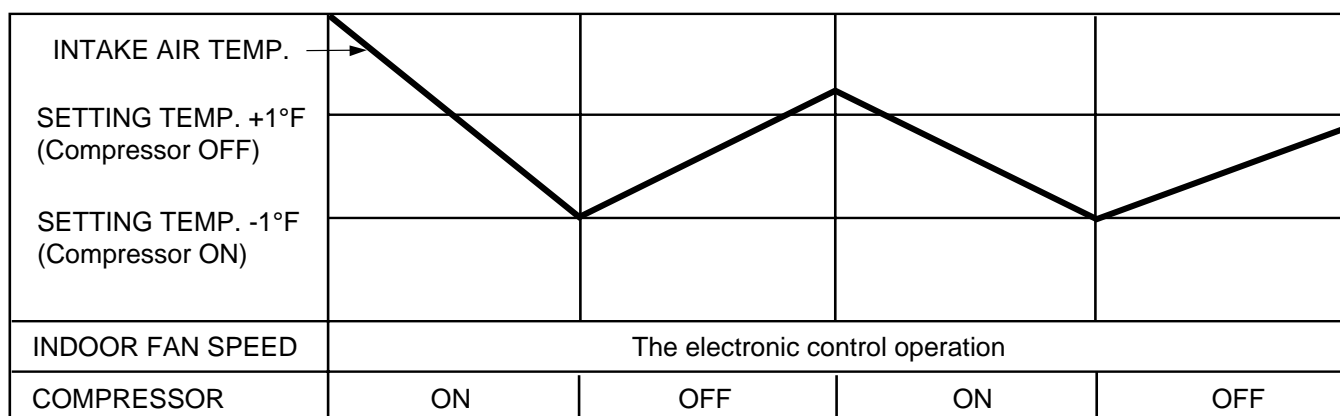 INTAKE AIR TEMP.
SETTING TEMP. +1°F
(Compressor OFF)
SETTING TEMP. -1°F
(Compressor ON)
INDOOR FAN SPEED The electronic control operation
COMPRESSOR ON OFF ON OFF